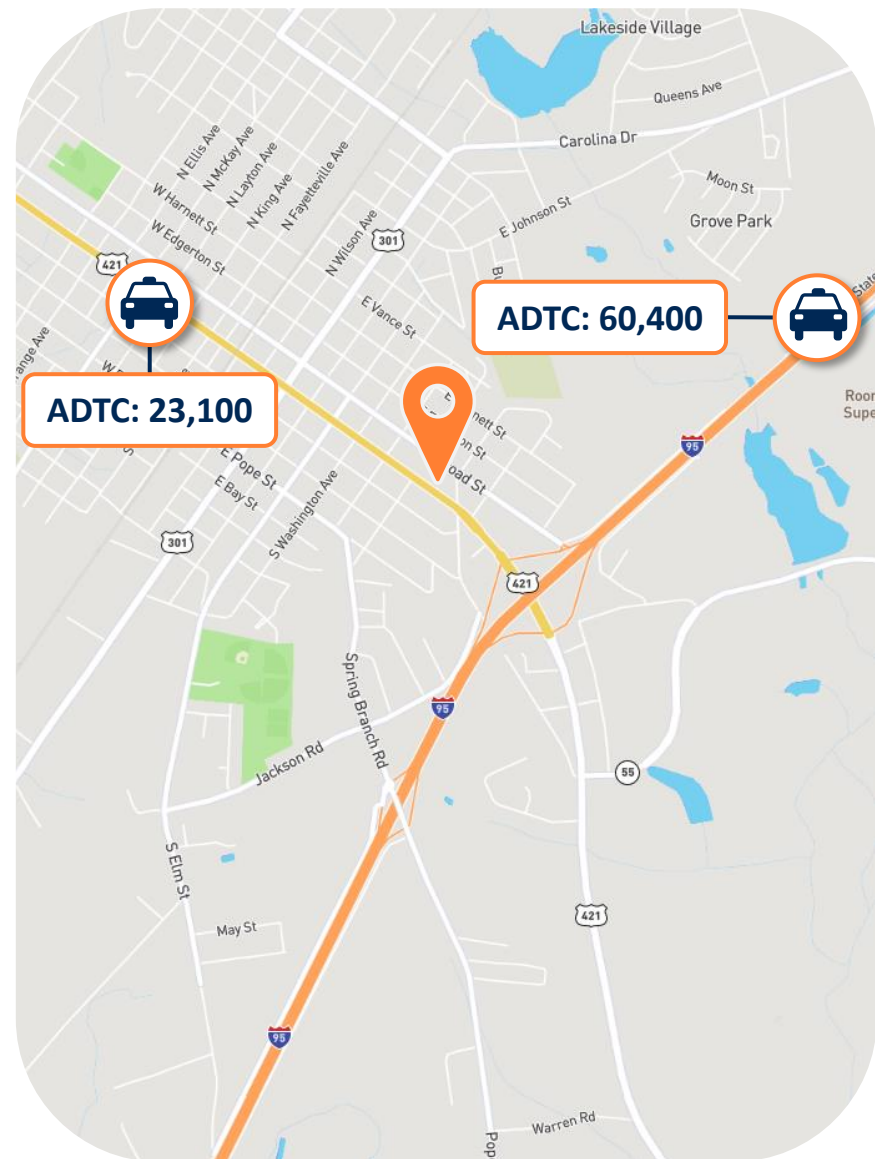 Lakeside Village
Queens Ave
Carolina Dr
N Ellis Ave
N McKay Ave
N Layton Ave
N King Ave
N Fayetteville Ave
Moon St
W Harnett St
E Johnson St
Grove Park
W Edgerton St
N Wilson Ave
301
421
E Vance St
ADTC: 60,400
ADTC: 23,100
95
E Pope St
E Bay St
S Washington Ave
301
421
Spring Branch Rd
95
Jackson Rd
55
S Elm St
421
May St
95
Warren Rd